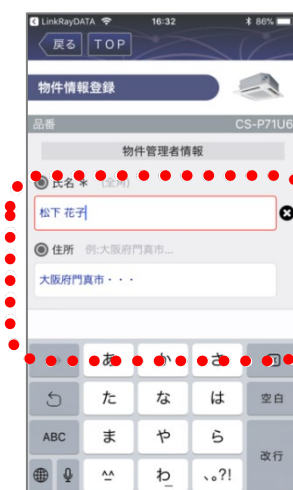 LinkRayDATA 16:32 86%
戻る TOP
物件情報登録
品番 CS-P71U6
物件管理者情報
氏名 * (全角)
松下 花子
住所 例:大阪府門真市...
大阪府門真市・・・
あ か さ
た な は 空白
ABC ま や ら
^^ わ 、。?! 改行